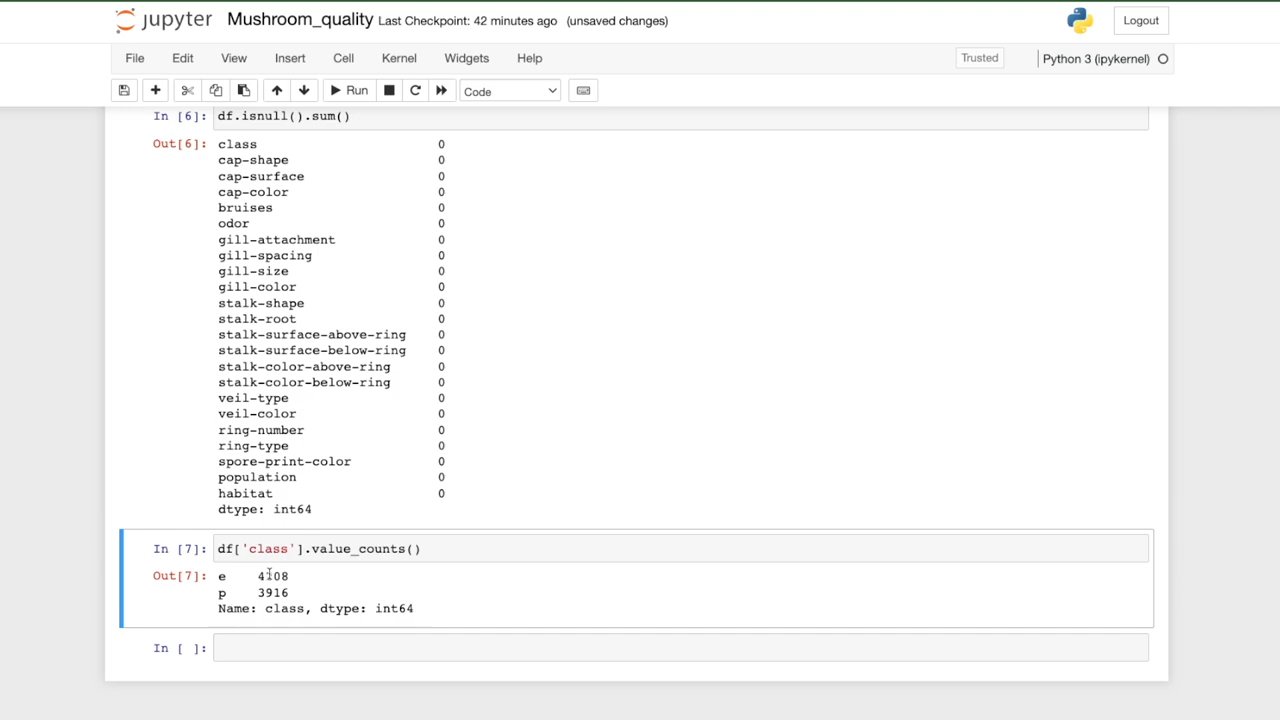 jupyter Mushroom_quality Last Checkpoint: 42 minutes ago (unsaved changes) Logout
File Edit View Insert Cell Kernel Widgets Help Trusted Python 3 (ipykernel)
Run Code
In [6]: df.isnull().sum()
Out[6]: class 0
cap-shape 0
cap-surface 0
cap-color 0
bruises 0
odor 0
gill-attachment 0
gill-spacing 0
gill-size 0
gill-color 0
stalk-shape 0
stalk-root 0
stalk-surface-above-ring 0
stalk-surface-below-ring 0
stalk-color-above-ring 0
stalk-color-below-ring 0
veil-type 0
veil-color 0
ring-number 0
ring-type 0
spore-print-color 0
population 0
habitat 0
dtype: int64
In [7]: df['class'].value_counts()
Out[7]: e
p 3916
Name: class, dtype: int64
In [ ]: